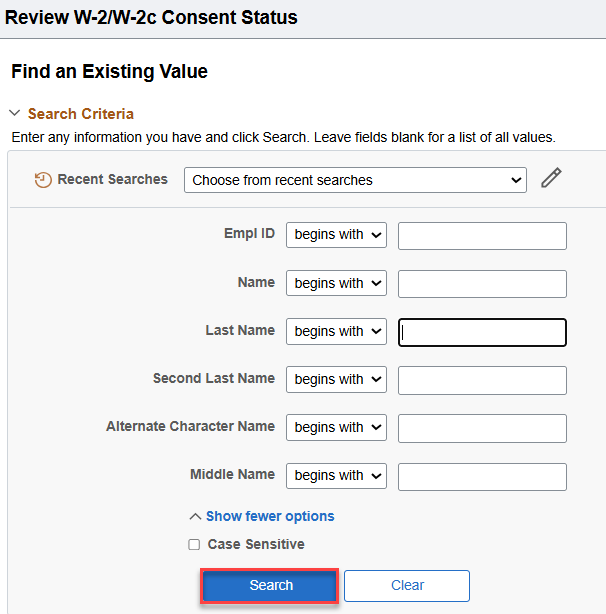 Review W-2/W-2c Consent Status
Find an Existing Value
Search Criteria
Enter any information you have and click Search. Leave fields blank for a list of all values.
Recent Searches Choose from recent searches
Empl ID begins with
Name begins with
Last Name begins with
Second Last Name begins with
Alternate Character Name begins with
Middle Name begins with
Show fewer options
Case Sensitive
Search Clear